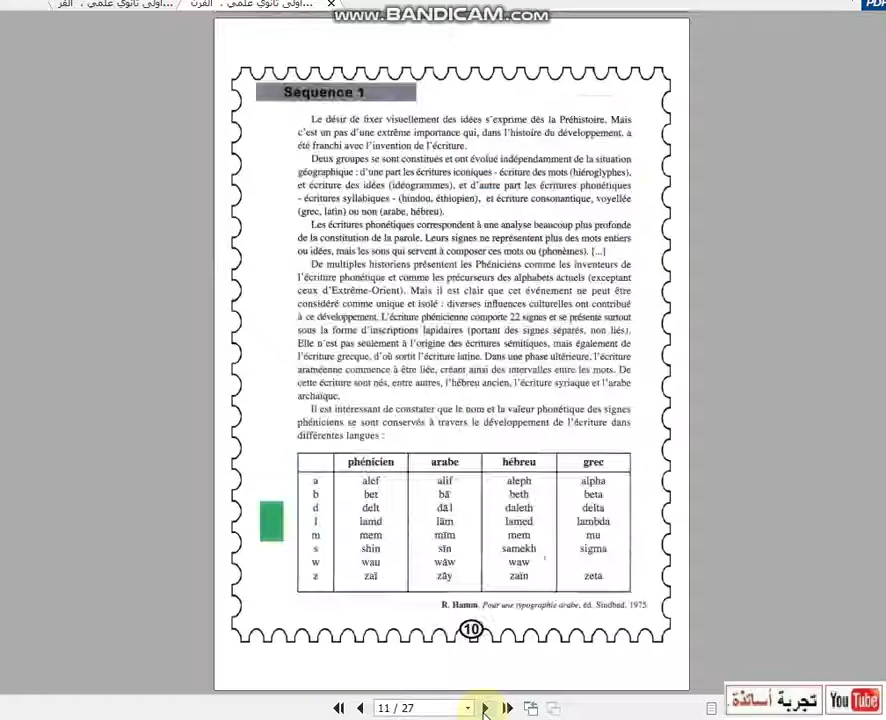 ...اولى ثانوي علمي . القر
اولى ثانوي علمي . القرن...
PDF
WWW.BANDICAM.COM
Séquence 1
Le désir de fixer visuellement des idées s'exprime dès la Préhistoire. Mais
c'est un pas d'une extrême importance qui, dans l'histoire du développement, a
été franchi avec l'invention de l'écriture.
Deux groupes se sont constitués et ont évolué indépendamment de la situation
géographique : d'une part les écritures iconiques - écriture des mots (hiéroglyphes),
et écriture des idées (idéogrammes), et d'autre part les écritures phonétiques
- écritures syllabiques - (hindou, éthiopien), et écriture consonantique, voyellée
(grec, latin) ou non (arabe, hébreu).
Les écritures phonétiques correspondent à une analyse beaucoup plus profonde
de la constitution de la parole. Leurs signes ne représentent plus des mots entiers
ou idées, mais les sons qui servent à composer ces mots ou (phonèmes). [...]
De multiples historiens présentent les Phéniciens comme les inventeurs de
l'écriture phonétique et comme les précurseurs des alphabets actuels (exceptant
ceux d'Extrême-Orient). Mais il est clair que cet événement ne peut être
considéré comme unique et isolé : diverses influences culturelles ont contribué
à ce développement. L'écriture phénicienne comporte 22 signes et se présente surtout
sous la forme d'inscriptions lapidaires (portant des signes séparés, non liés).
Elle n'est pas seulement à l'origine des écritures sémitiques, mais également de
l'écriture grecque, d'où sortit l'écriture latine. Dans une phase ultérieure, l'écriture
araméenne commence à être liée, créant ainsi des intervalles entre les mots. De
cette écriture sont nés, entre autres, l'hébreu ancien, l'écriture syriaque et l'arabe
archaïque.
Il est intéressant de constater que le nom et la valeur phonétique des signes
phéniciens se sont conservés à travers le développement de l'écriture dans
différentes langues :
phénicien arabe hébreu grec
a alef alif aleph alpha
b bet bā beth beta
d delt dāl daleth delta
l lamd lām lamed lambda
m mem mīm mem mu
s shin sīn samekh sigma
w wau wāw waw
z zaï zāy zaïn zeta
R. Hamm. Pour une typographie arabe, éd. Sindbad, 1975
10
11 / 27
تجربة أساتذة
YouTube